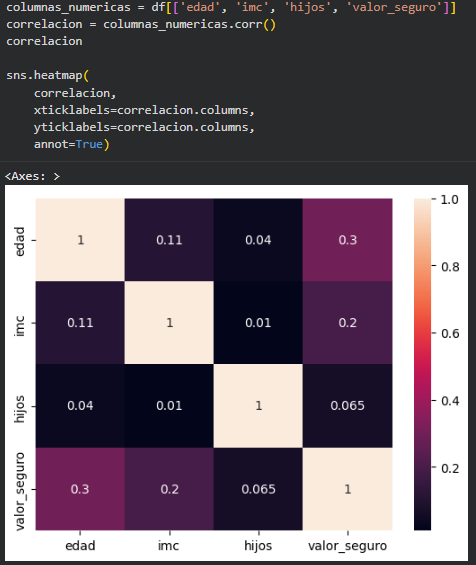 columnas_numericas = df[['edad', 'imc', 'hijos', 'valor_seguro']]
correlacion = columnas_numericas.corr()
correlacion
sns.heatmap(
    correlacion,
    xticklabels=correlacion.columns,
    yticklabels=correlacion.columns,
    annot=True)
<Axes: >
1.0
edad 1 0.11 0.04 0.3
0.8
imc 0.11 1 0.01 0.2
0.6
hijos 0.04 0.01 1 0.065
0.4
valor_seguro 0.3 0.2 0.065 1
0.2
edad imc hijos valor_seguro